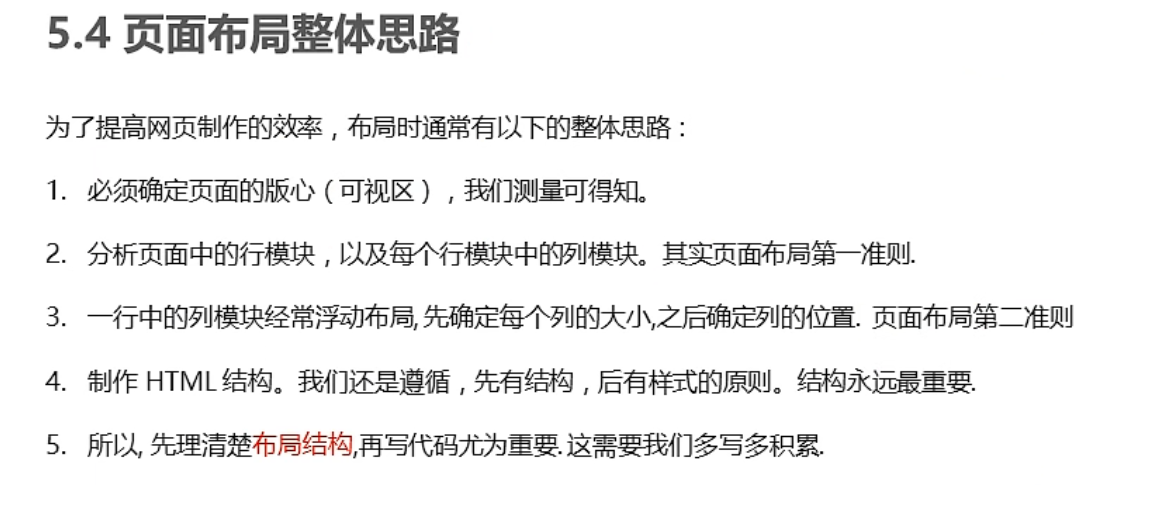 5.4 页面布局整体思路
为了提高网页制作的效率，布局时通常有以下的整体思路：
1. 必须确定页面的版心（可视区），我们测量可得知。
2. 分析页面中的行模块，以及每个行模块中的列模块。其实页面布局第一准则.
3. 一行中的列模块经常浮动布局,先确定每个列的大小,之后确定列的位置. 页面布局第二准则
4. 制作 HTML 结构。我们还是遵循，先有结构，后有样式的原则。结构永远最重要.
5. 所以, 先理清楚布局结构,再写代码尤为重要. 这需要我们多写多积累.